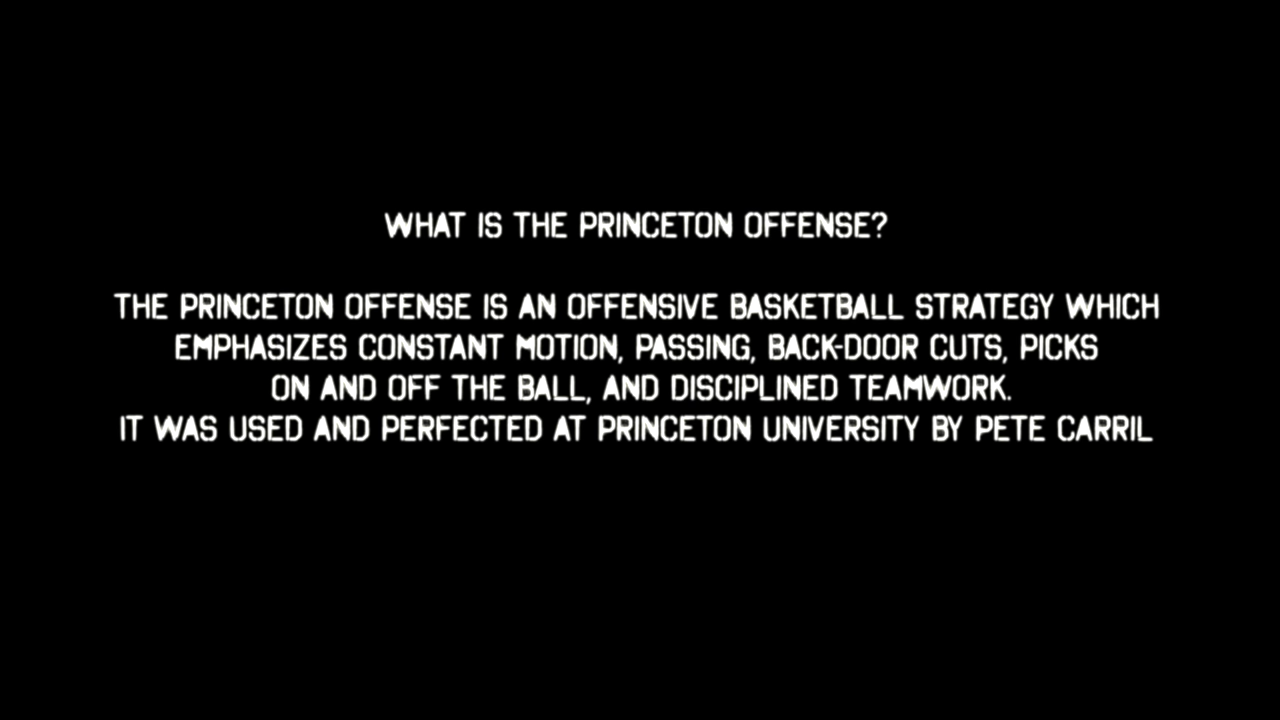 WHAT IS THE PRINCETON OFFENSE?
THE PRINCETON OFFENSE IS AN OFFENSIVE BASKETBALL STRATEGY WHICH
EMPHASIZES CONSTANT MOTION, PASSING, BACK-DOOR CUTS, PICKS
ON AND OFF THE BALL, AND DISCIPLINED TEAMWORK.
IT WAS USED AND PERFECTED AT PRINCETON UNIVERSITY BY PETE CARRIL